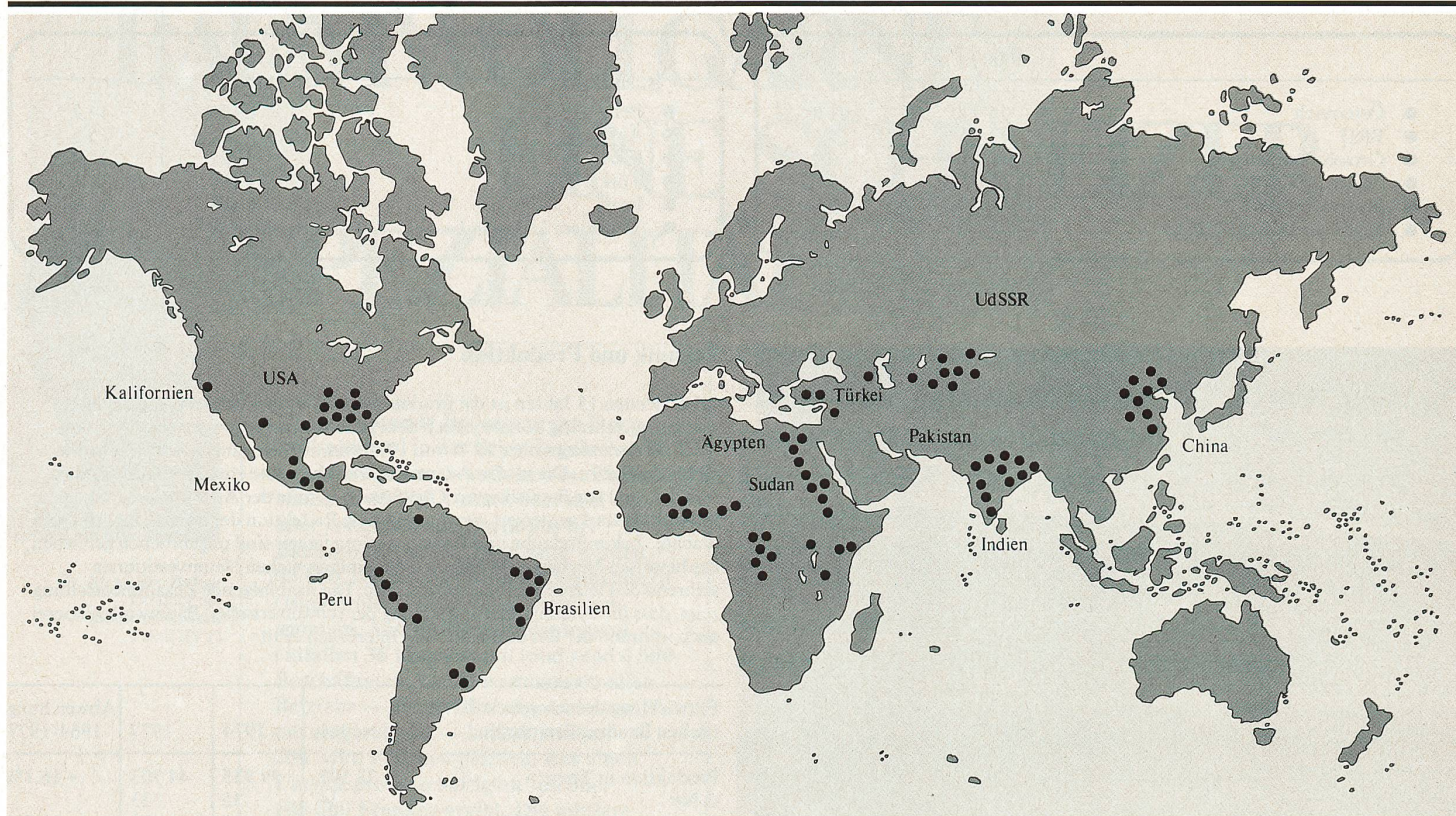 UdSSR
USA
Kalifornien
Türkei
Ägypten
Pakistan
China
Mexiko
Sudan
Indien
Peru
Brasilien